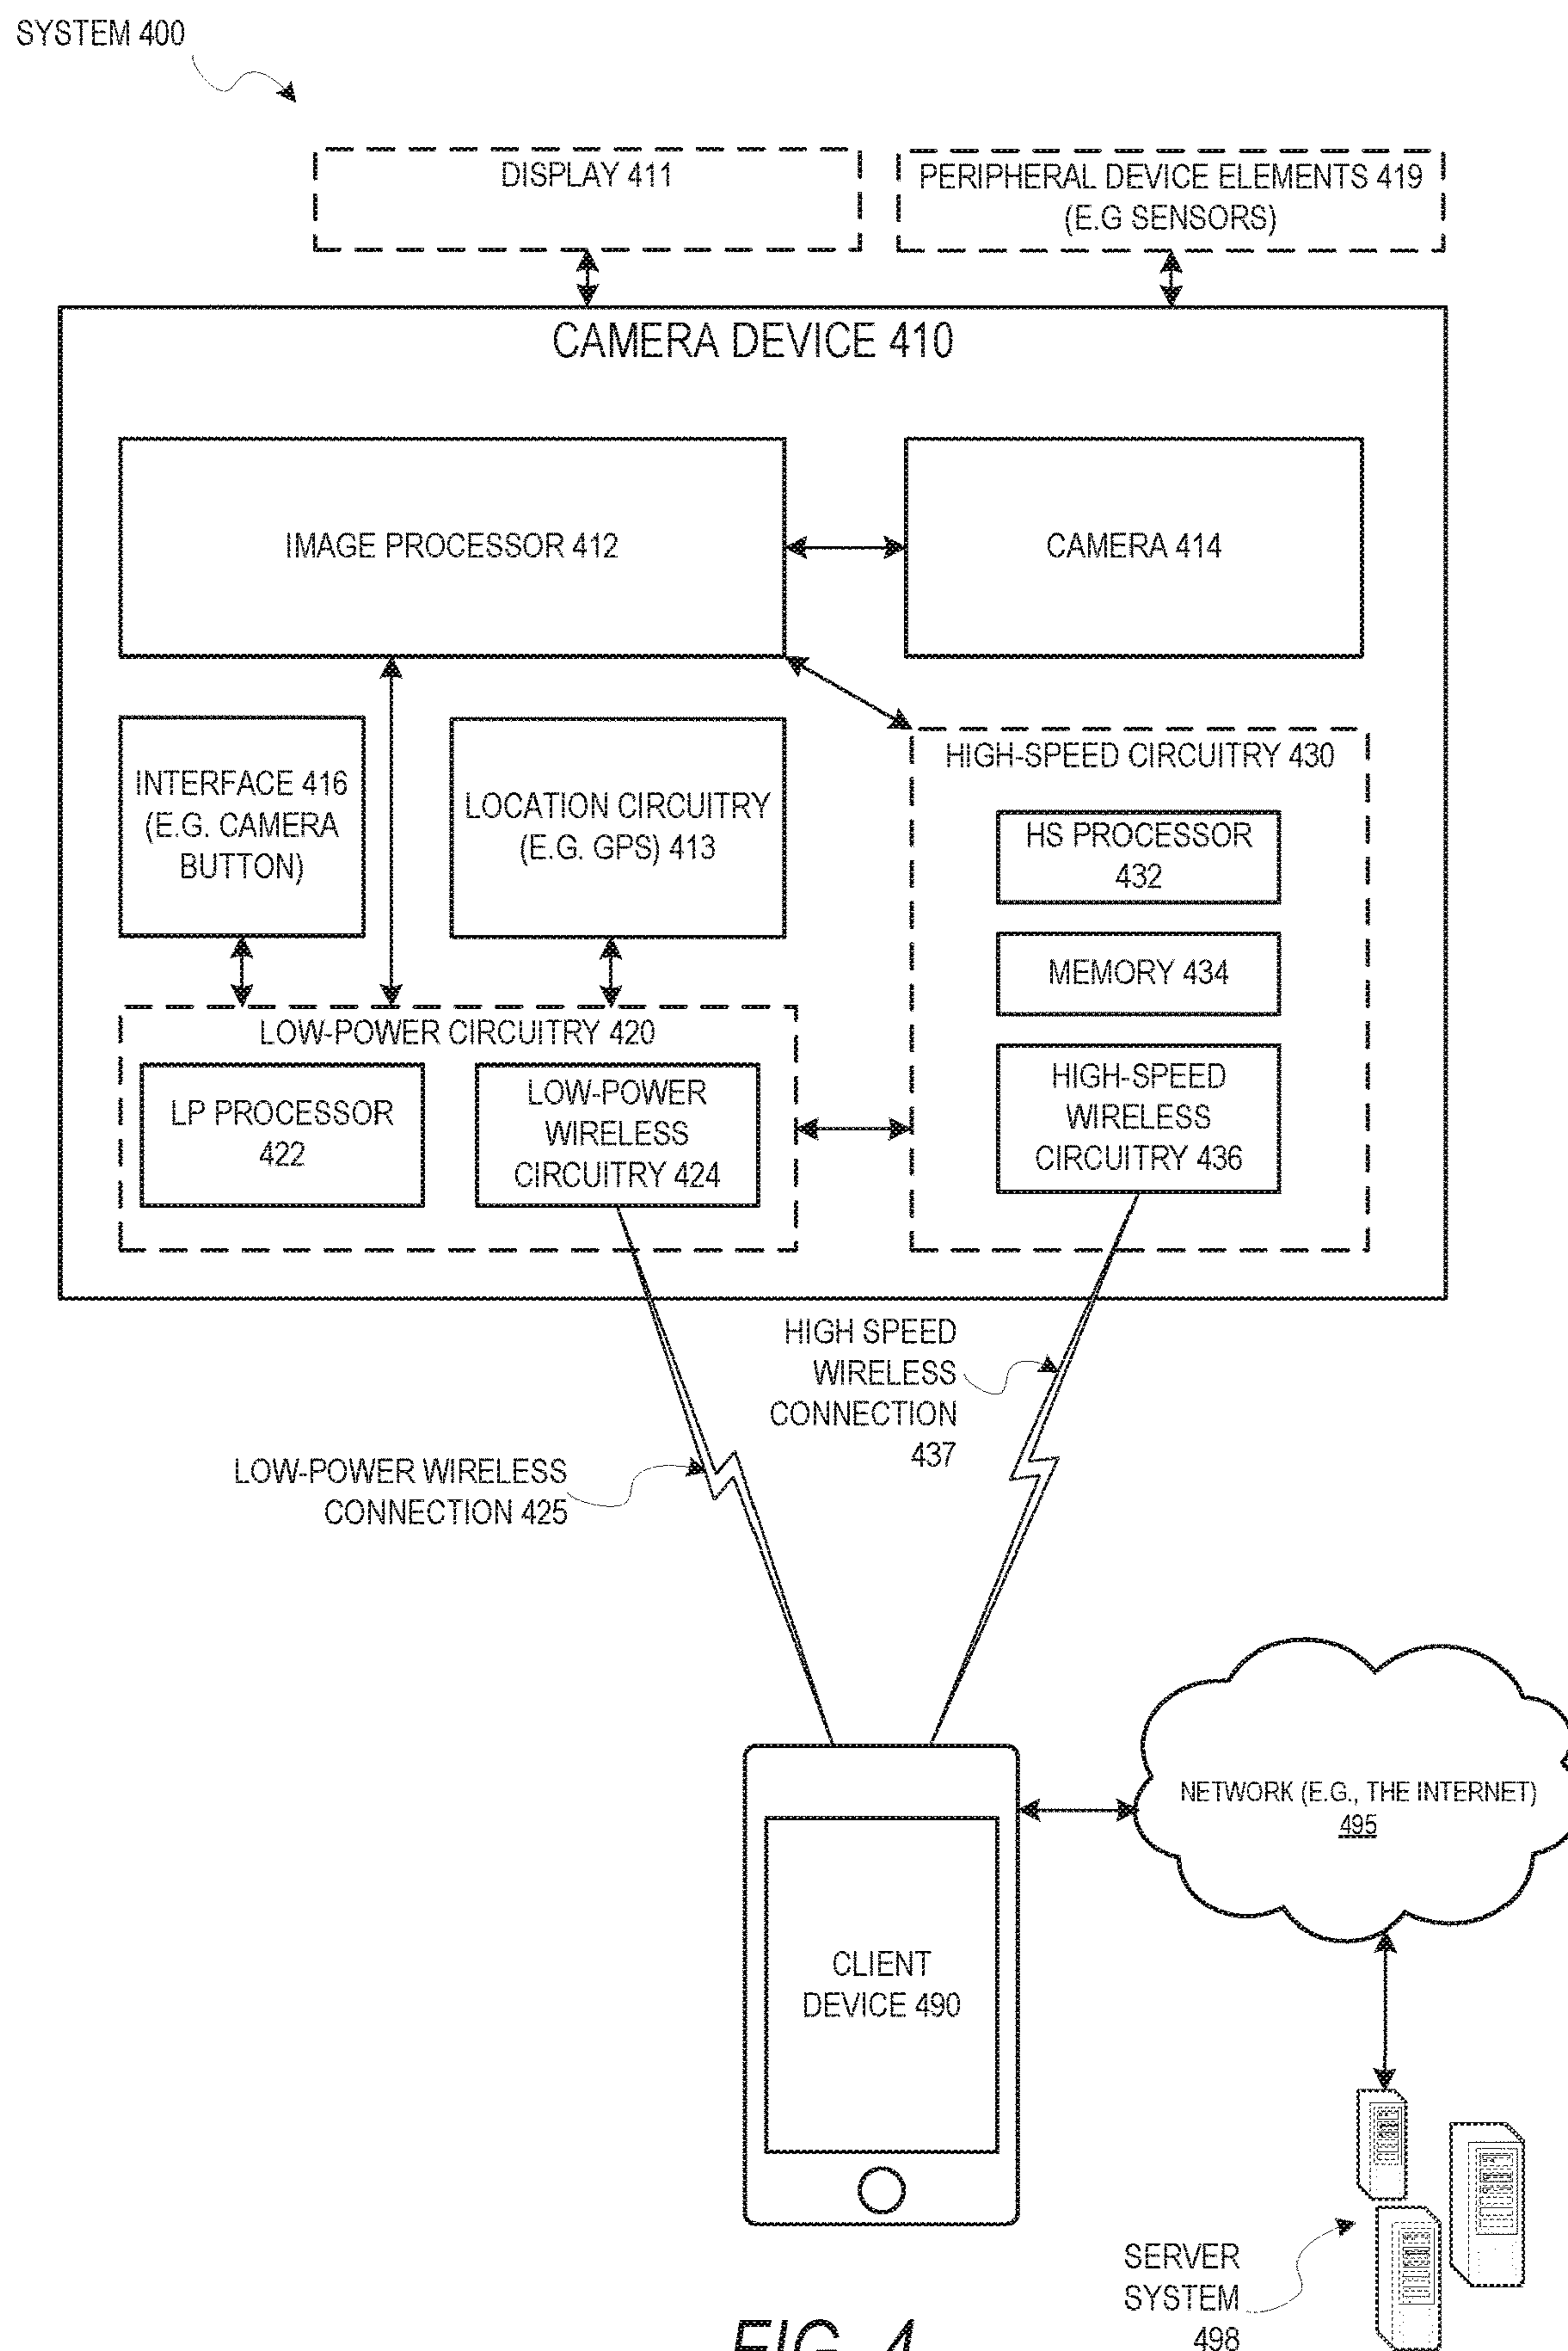 SYSTEM 400
DISPLAY 411
PERIPHERAL DEVICE ELEMENTS 419
(E.G SENSORS)
CAMERA DEVICE 410
IMAGE PROCESSOR 412
CAMERA 414
INTERFACE 416
(E.G. CAMERA
BUTTON)
LOCATION CIRCUITRY
(E.G. GPS) 413
HIGH-SPEED CIRCUITRY 430
HS PROCESSOR
432
MEMORY 434
HIGH-SPEED
WIRELESS
CIRCUITRY 436
LOW-POWER CIRCUITRY 420
LP PROCESSOR
422
LOW-POWER
WIRELESS
CIRCUITRY 424
HIGH SPEED
WIRELESS
CONNECTION
437
LOW-POWER WIRELESS
CONNECTION 425
NETWORK (E.G., THE INTERNET)
495
CLIENT
DEVICE 490
SERVER
SYSTEM
498
FIG. 4